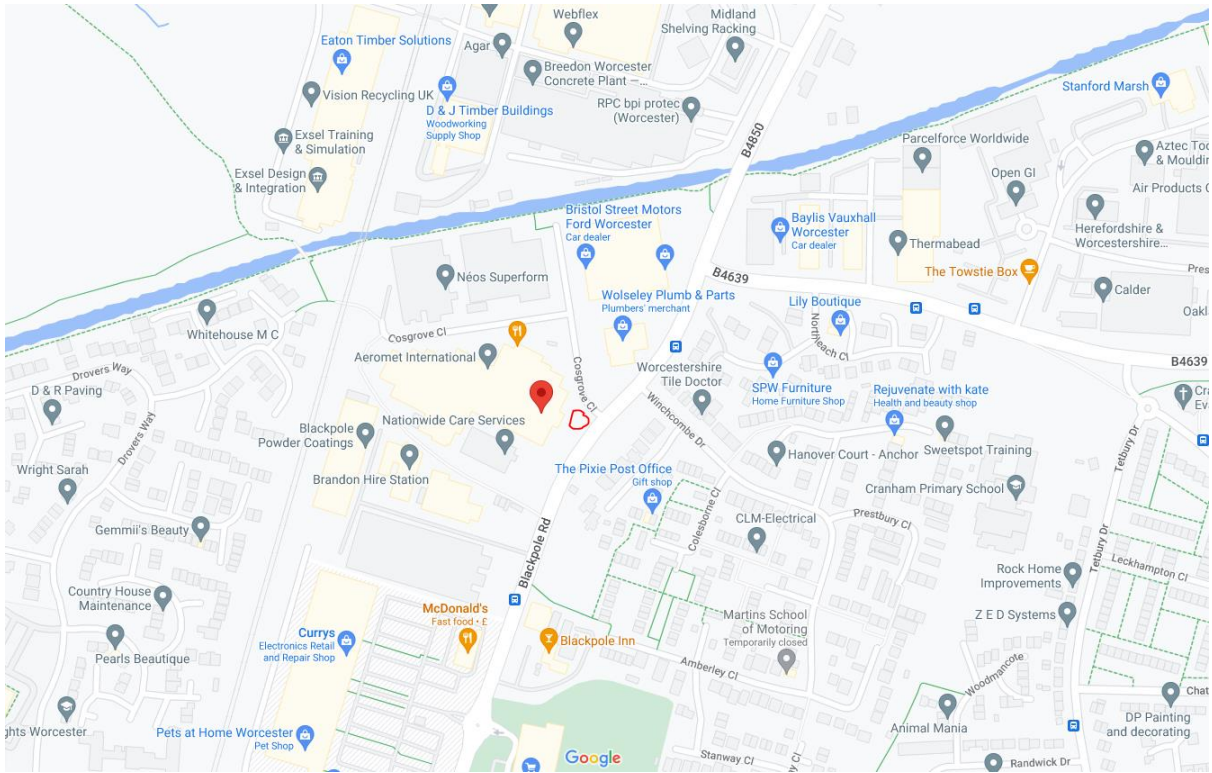 Webflex
Midland
Shelving Racking
Eaton Timber Solutions
Agar
Breedon Worcester
Concrete Plant —...
Vision Recycling UK
D & J Timber Buildings
Woodworking
Supply Shop
RPC bpi protec
(Worcester)
Stanford Marsh
Exsel Training
& Simulation
B4850
Parcelforce Worldwide
Aztec Too
& Mouldin
Exsel Design
& Integration
Open GI
Air Products
Bristol Street Motors
Ford Worcester
Car dealer
Baylis Vauxhall
Worcester
Car dealer
Herefordshire &
Worcestershire...
Thermabead
Néos Superform
B4639
The Towstie Box
Pres
Calder
Wolseley Plumb & Parts
Plumbers' merchant
Lily Boutique
Oakl
Whitehouse M C
Cosgrove Cl
Northleach Cl
Aeromet International
Cosgrove Cl
B4639
Drovers Way
Worcestershire
Tile Doctor
SPW Furniture
Home Furniture Shop
Rejuvenate with kate
Health and beauty shop
D & R Paving
Winchcombe Dr
Cra
Eva
Drovers Way
Nationwide Care Services
Blackpole
Powder Coatings
Tetbury Dr
Sweetspot Training
Hanover Court - Anchor
Wright Sarah
The Pixie Post Office
Gift shop
Brandon Hire Station
Cranham Primary School
Colesborne Cl
Prestbury Cl
Gemmii's Beauty
CLM-Electrical
Tetbury Dr
Blackpole Rd
Leckhampton Cl
Rock Home
Improvements
Country House
Maintenance
McDonald's
Fast food • £
Martins School
of Motoring
Temporarily closed
Z E D Systems
Currys
Electronics Retail
and Repair Shop
Blackpole Inn
Pearls Beautique
Amberley Cl
Woodmancote
Chat
ghts Worcester
Pets at Home Worcester
Pet Shop
Animal Mania
DP Painting
and decorating
Google
Stanway Cl
y Cl
Randwick Dr